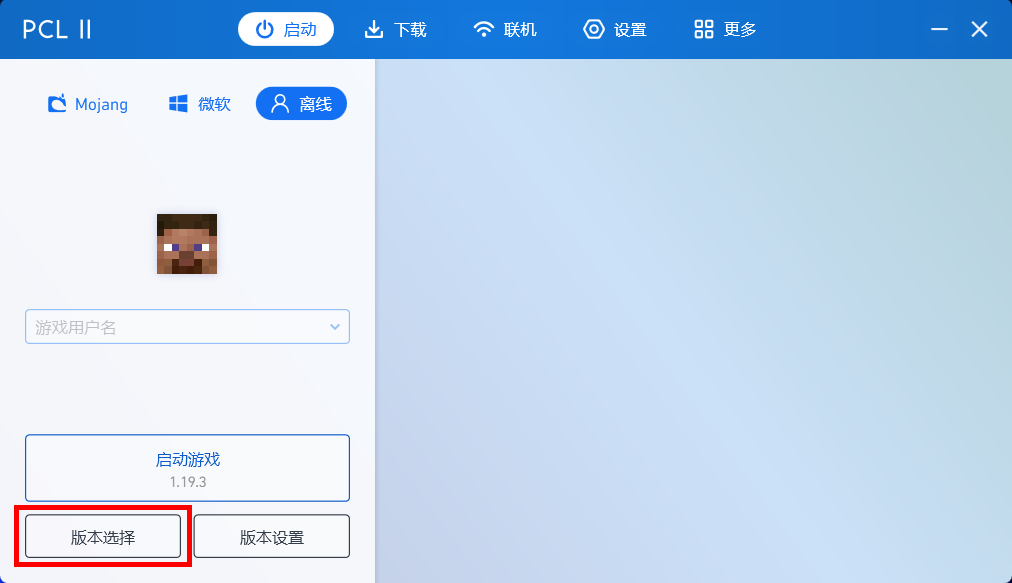 PCL II 启动 下载 联机 设置 更多
Mojang 微软 离线
游戏用户名
启动游戏
1.19.3
版本选择 版本设置